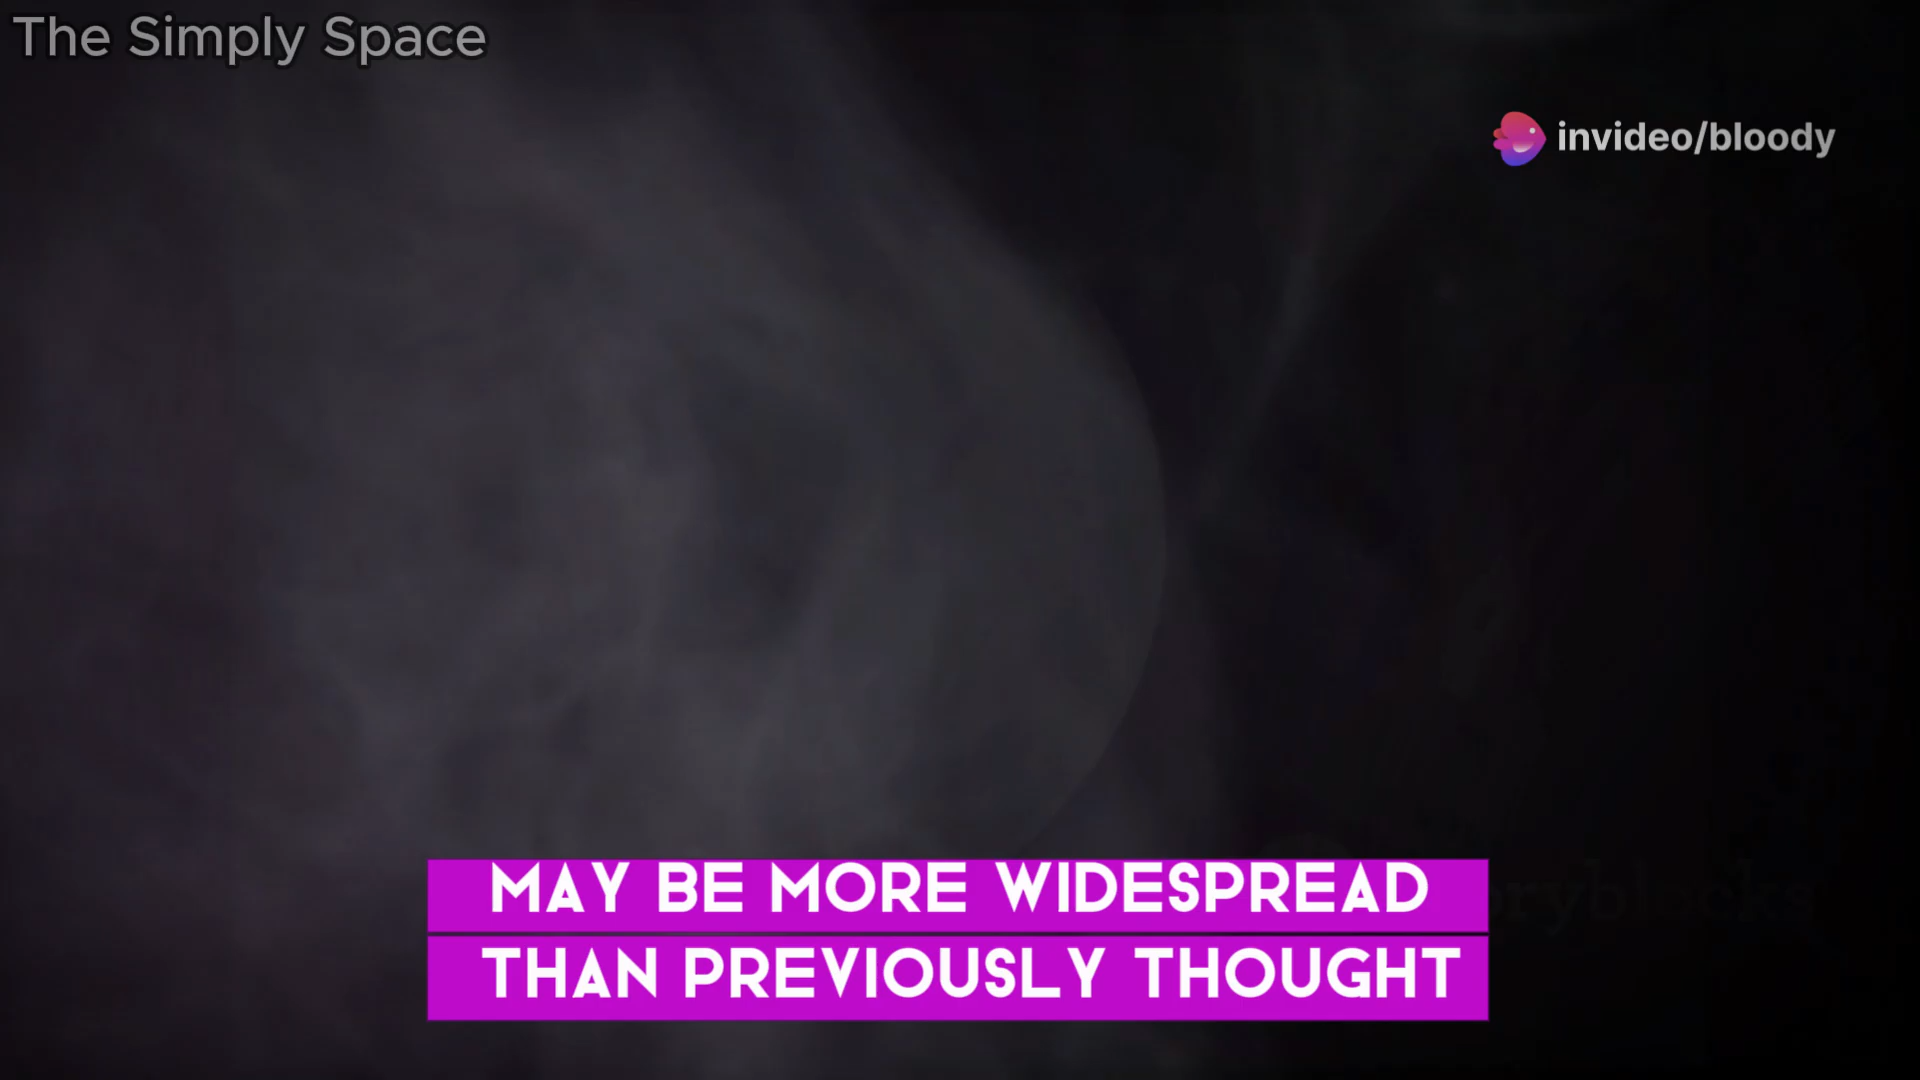 The Simply Space
invideo/bloody
MAY BE MORE WIDESPREAD
THAN PREVIOUSLY THOUGHT